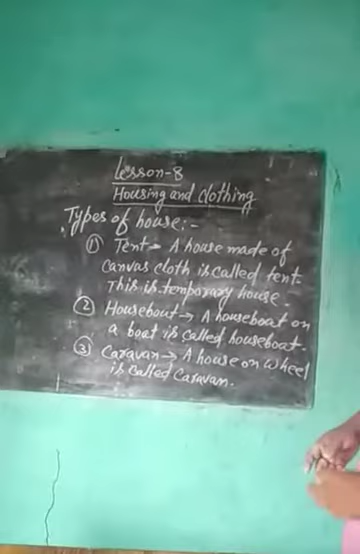 Lesson-8
Housing and clothing
Types of house:-
① Tent → A house made of
canvas cloth is called tent.
This is temporary house.
② Housebout → A houseboat on
a boat is called houseboat.
③ Caravan → A house on wheel
is called Caravan.